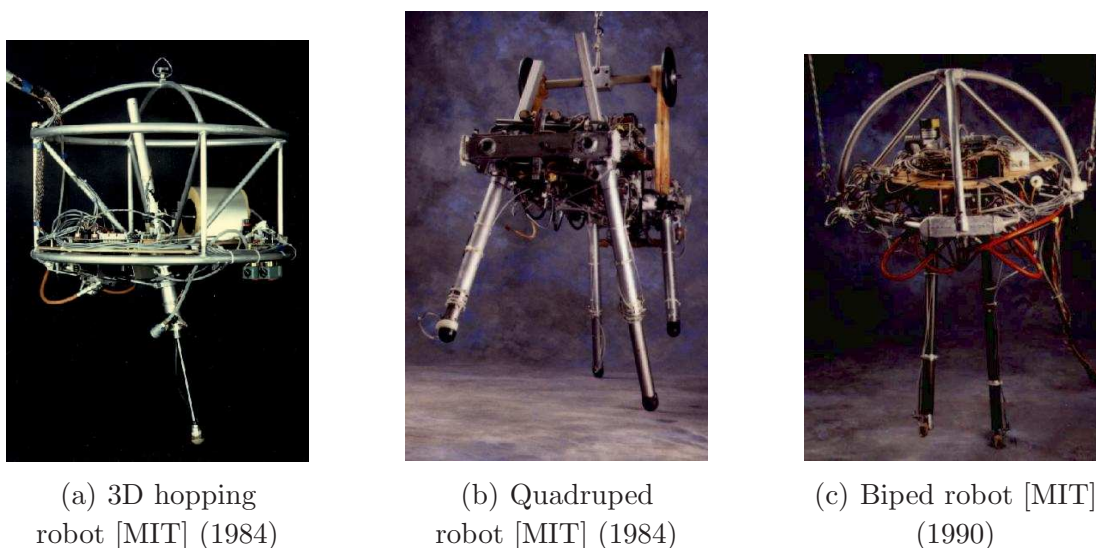 (a) 3D hopping
robot [MIT] (1984)
(b) Quadruped
robot [MIT] (1984)
(c) Biped robot [MIT]
(1990)